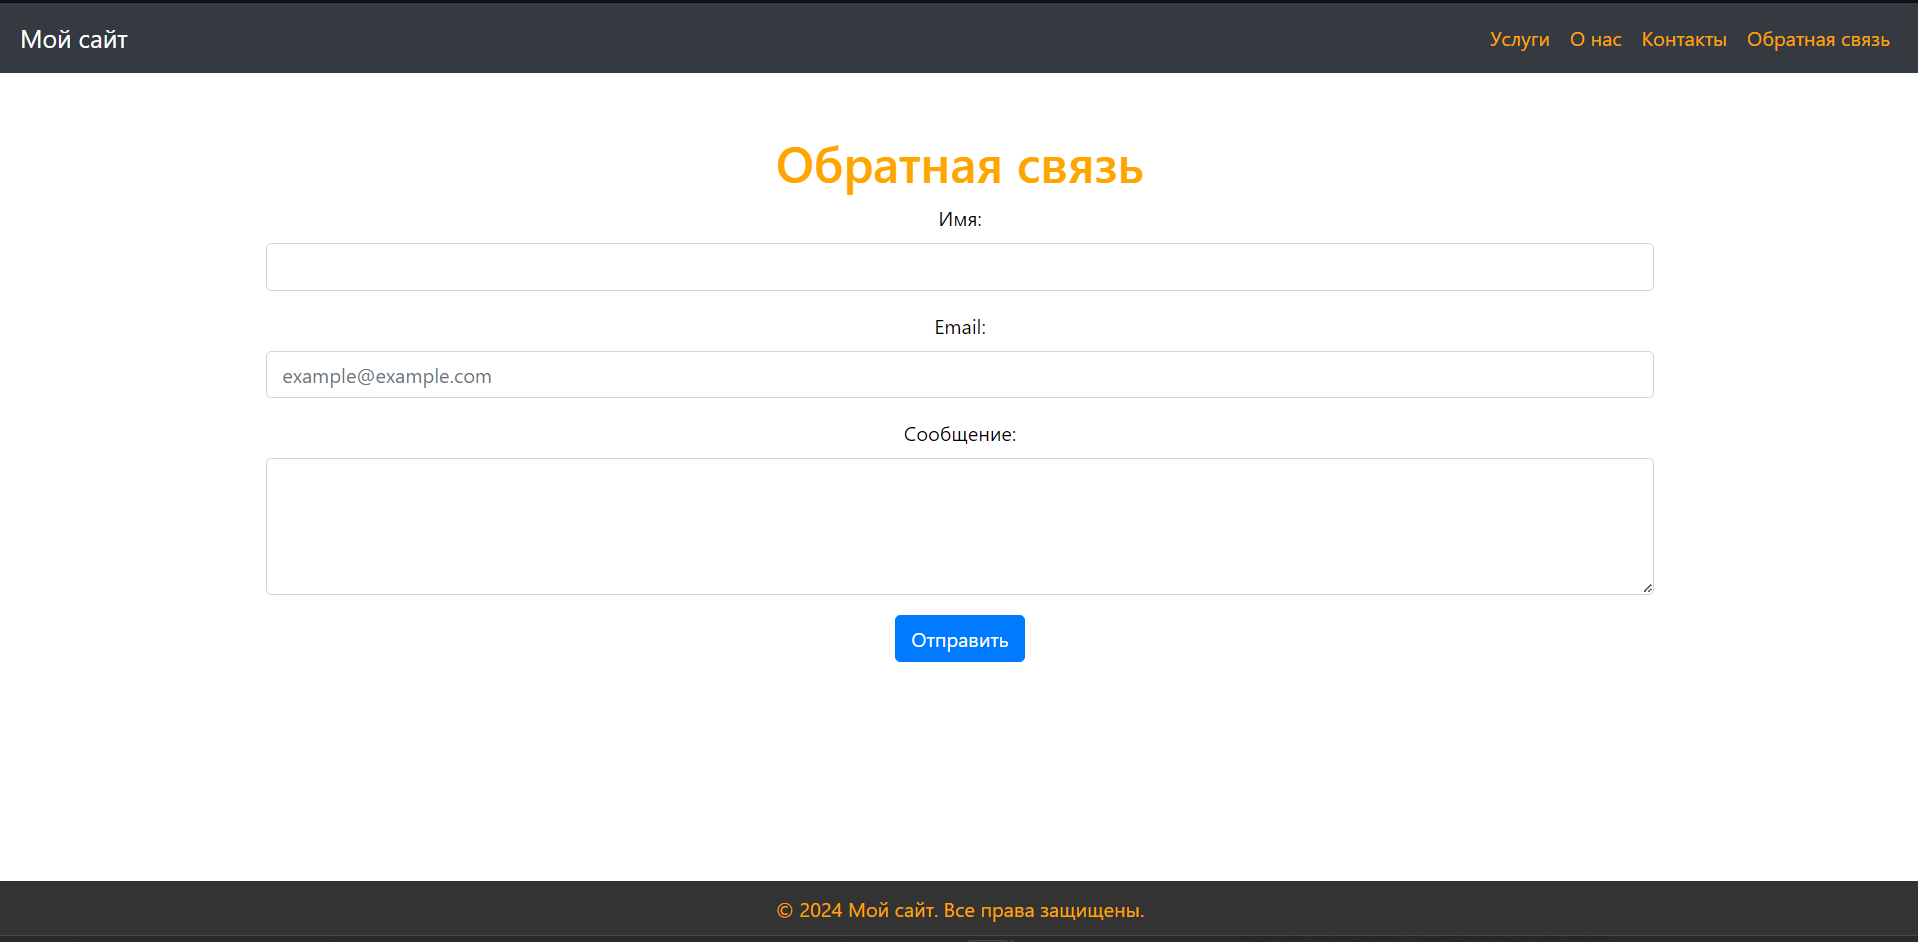 Мой сайт
Услуги О нас Контакты Обратная связь
Обратная связь
Имя:
Email:
example@example.com
Сообщение:
Отправить
© 2024 Мой сайт. Все права защищены.